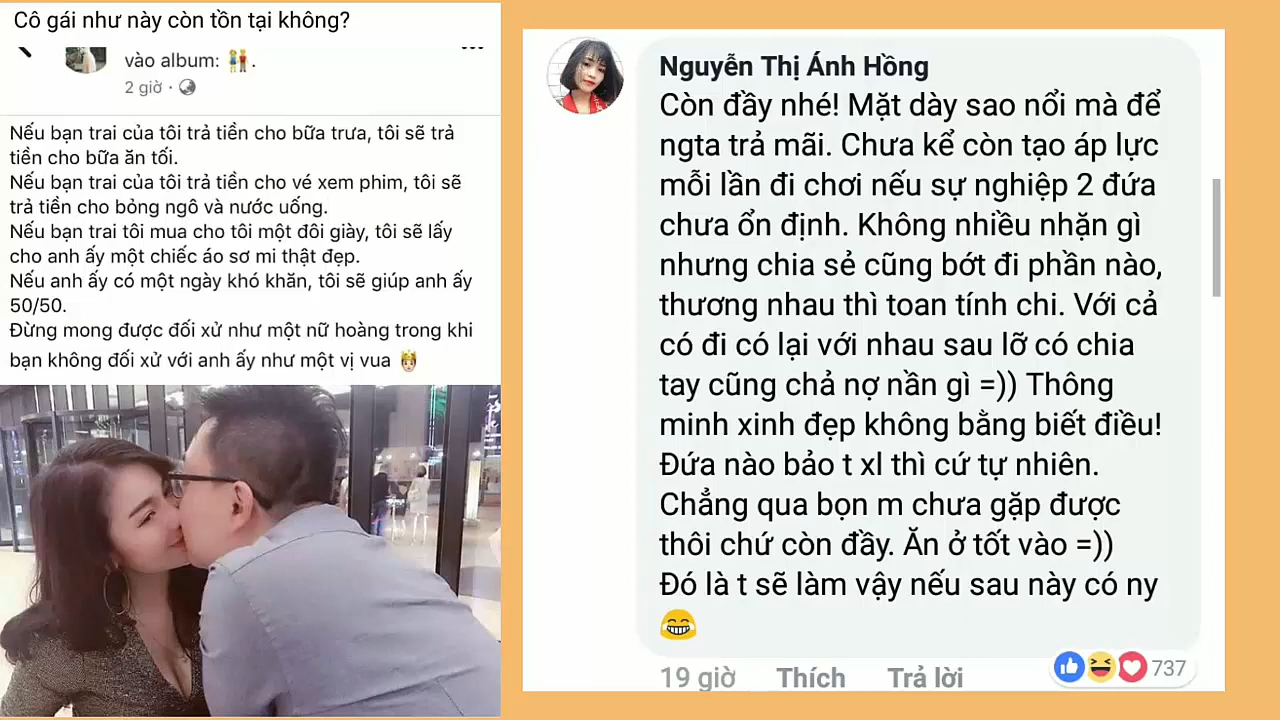 Cô gái như này còn tồn tại không?
vào album: 👫.
2 giờ ·
Nếu bạn trai của tôi trả tiền cho bữa trưa, tôi sẽ trả
tiền cho bữa ăn tối.
Nếu bạn trai của tôi trả tiền cho vé xem phim, tôi sẽ
trả tiền cho bỏng ngô và nước uống.
Nếu bạn trai tôi mua cho tôi một đôi giày, tôi sẽ lấy
cho anh ấy một chiếc áo sơ mi thật đẹp.
Nếu anh ấy có một ngày khó khăn, tôi sẽ giúp anh ấy
50/50.
Đừng mong được đối xử như một nữ hoàng trong khi
bạn không đối xử với anh ấy như một vị vua 🤴
Nguyễn Thị Ánh Hồng
Còn đầy nhé! Mặt dày sao nổi mà để
ngta trả mãi. Chưa kể còn tạo áp lực
mỗi lần đi chơi nếu sự nghiệp 2 đứa
chưa ổn định. Không nhiều nhặn gì
nhưng chia sẻ cũng bớt đi phần nào,
thương nhau thì toan tính chi. Với cả
có đi có lại với nhau sau lỡ có chia
tay cũng chả nợ nần gì =)) Thông
minh xinh đẹp không bằng biết điều!
Đứa nào bảo t xl thì cứ tự nhiên.
Chẳng qua bọn m chưa gặp được
thôi chứ còn đầy. Ăn ở tốt vào =))
Đó là t sẽ làm vậy nếu sau này có ny
😂
19 giờ Thích Trả lời 737